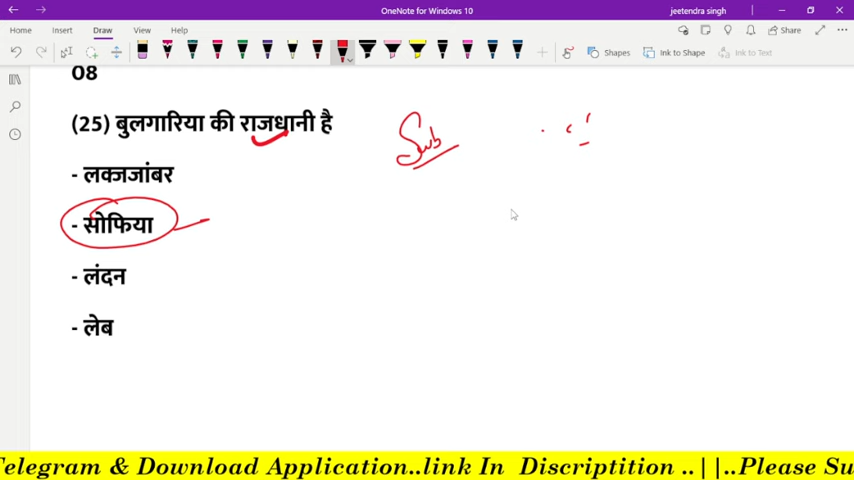 OneNote for Windows 10
jeetendra singh
Home Insert Draw View Help
Share
Shapes Ink to Shape Ink to Text
08
(25) बुलगारिया की राजधानी है
Sub
- लक्जजांबर
- सोफिया
- लंदन
- लेब
Telegram & Download Application..link In Discriptition ..||..Please Su